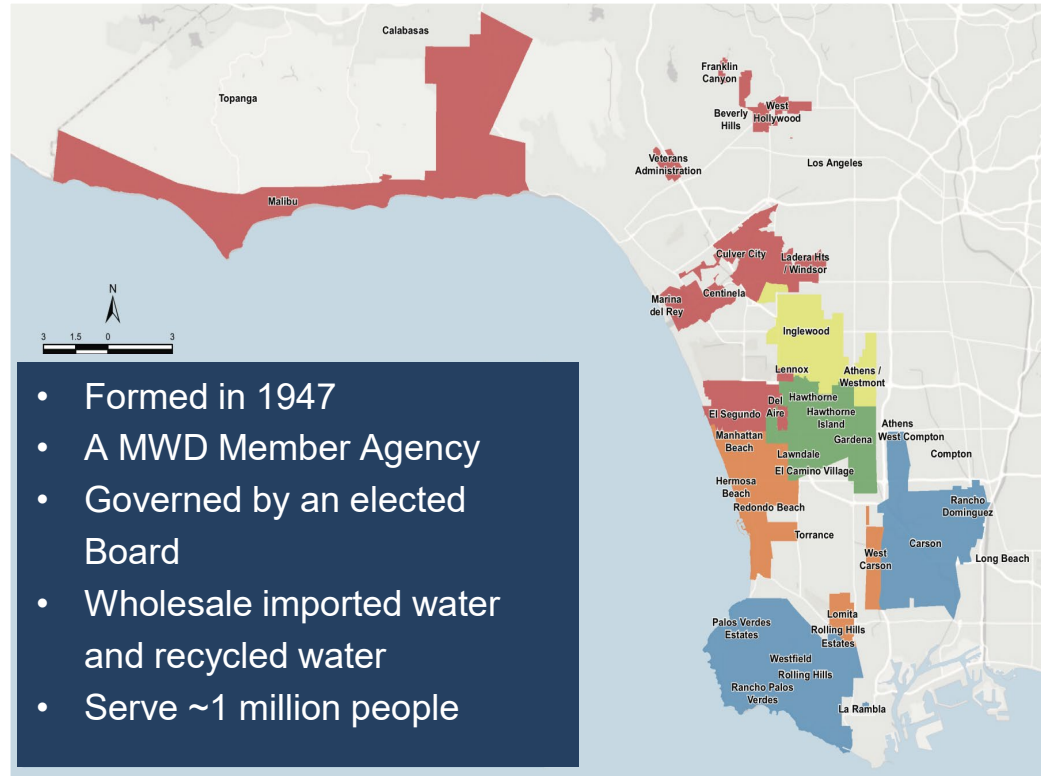 Calabasas
Topanga
Malibu
Franklin
Canyon
Beverly
Hills
West
Hollywood
Veterans
Administration
Los Angeles
Culver City
Ladera Hts
/ Windsor
Marina
del Rey
Centinela
N
3 1.5 0 3
Inglewood
Lennox
Athens /
Westmont
El Segundo
Del
Aire
Hawthorne
Hawthorne
Island
Gardena
Manhattan
Beach
Lawndale
El Camino Village
Athens
West Compton
Compton
Hermosa
Beach
Redondo Beach
Torrance
West
Carson
Carson
Rancho
Dominguez
Long Beach
Lomita
Palos Verdes
Estates
Rolling Hills
Estates
Westfield
Rolling Hills
Rancho Palos
Verdes
La Rambla
• Formed in 1947
• A MWD Member Agency
• Governed by an elected
Board
• Wholesale imported water
and recycled water
• Serve ~1 million people